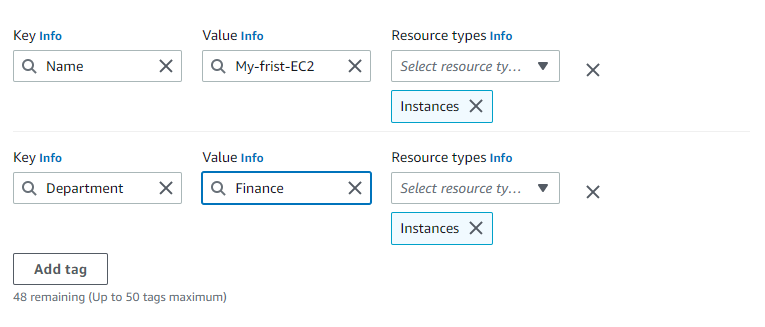 Key Info Value Info Resource types Info
Name My-frist-EC2 Select resource ty...
Instances
Key Info Value Info Resource types Info
Department Finance Select resource ty...
Instances
Add tag
48 remaining (Up to 50 tags maximum)